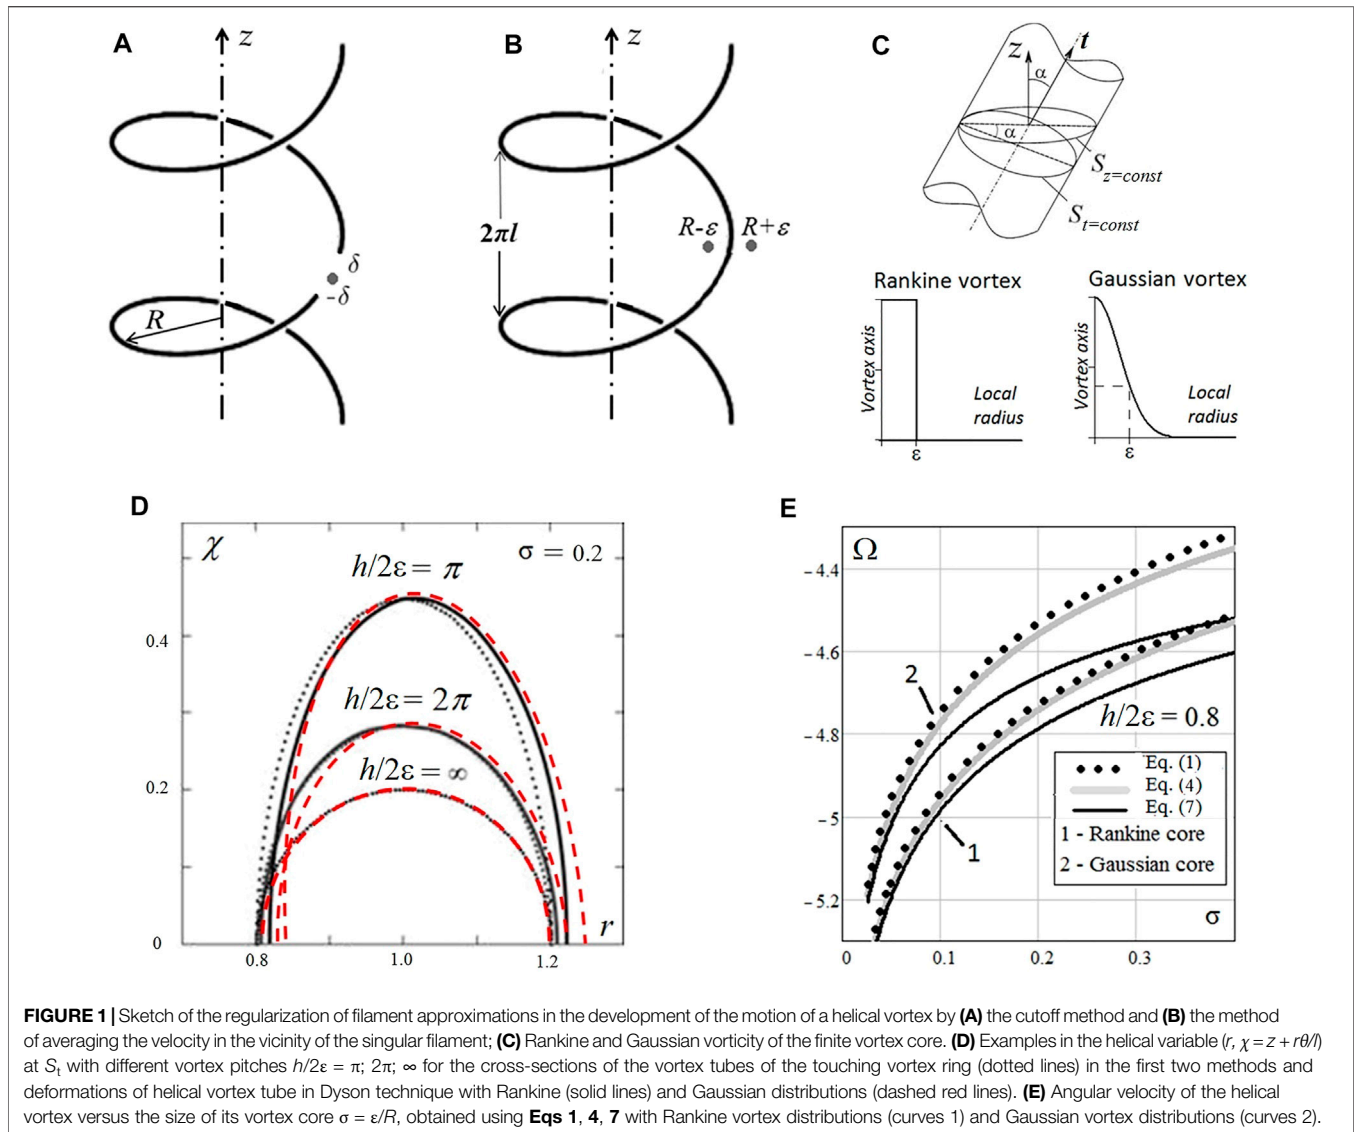 A
z
R
δ
-δ
B
z
2πl
R-ε
R+ε
C
z
t
α
α
S z=const
S t=const
Rankine vortex
Vortex axis
Local
radius
ε
Gaussian vortex
Vortex axis
Local
radius
ε
D
χ
σ = 0.2
h/2ε = π
0.4
h/2ε = 2π
h/2ε = ∞
0.2
r
0
0.8
1.0
1.2
E
Ω
-4.4
-4.6
2
h/2ε = 0.8
-4.8
Eq. (1)
Eq. (4)
Eq. (7)
-5
1 - Rankine core
1
2 - Gaussian core
-5.2
σ
0
0.1
0.2
0.3
FIGURE 1 | Sketch of the regularization of filament approximations in the development of the motion of a helical vortex by (A) the cutoff method and (B) the method
of averaging the velocity in the vicinity of the singular filament; (C) Rankine and Gaussian vorticity of the finite vortex core. (D) Examples in the helical variable (r, χ = z + rθ/l)
at St with different vortex pitches h/2ε = π; 2π; ∞ for the cross-sections of the vortex tubes of the touching vortex ring (dotted lines) in the first two methods and
deformations of helical vortex tube in Dyson technique with Rankine (solid lines) and Gaussian distributions (dashed red lines). (E) Angular velocity of the helical
vortex versus the size of its vortex core σ = ε/R, obtained using Eqs 1, 4, 7 with Rankine vortex distributions (curves 1) and Gaussian vortex distributions (curves 2).